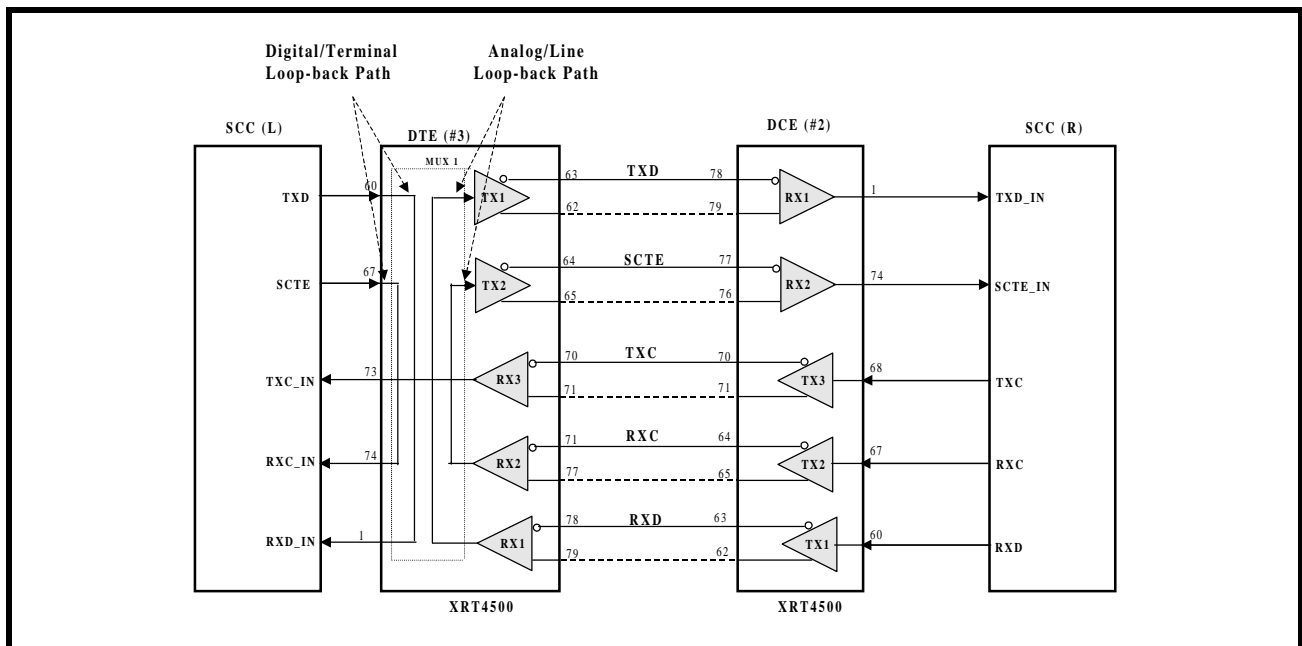 Digital/Terminal
Loop-back Path
Analog/Line
Loop-back Path
SCC (L)
DTE (#3)
DCE (#2)
SCC (R)
MUX 1
TXD 60 TX1 63 TXD 78 RX1 1 TXD_IN
62 79
SCTE 67 TX2 64 SCTE 77 RX2 74 SCTE_IN
65 76
TXC_IN 73 RX3 70 TXC 70 TX3 68 TXC
71 71
RXC_IN 74 RX2 71 RXC 64 TX2 67 RXC
77 65
RXD_IN 1 RX1 78 RXD 63 TX1 60 RXD
79 62
XRT4500
XRT4500